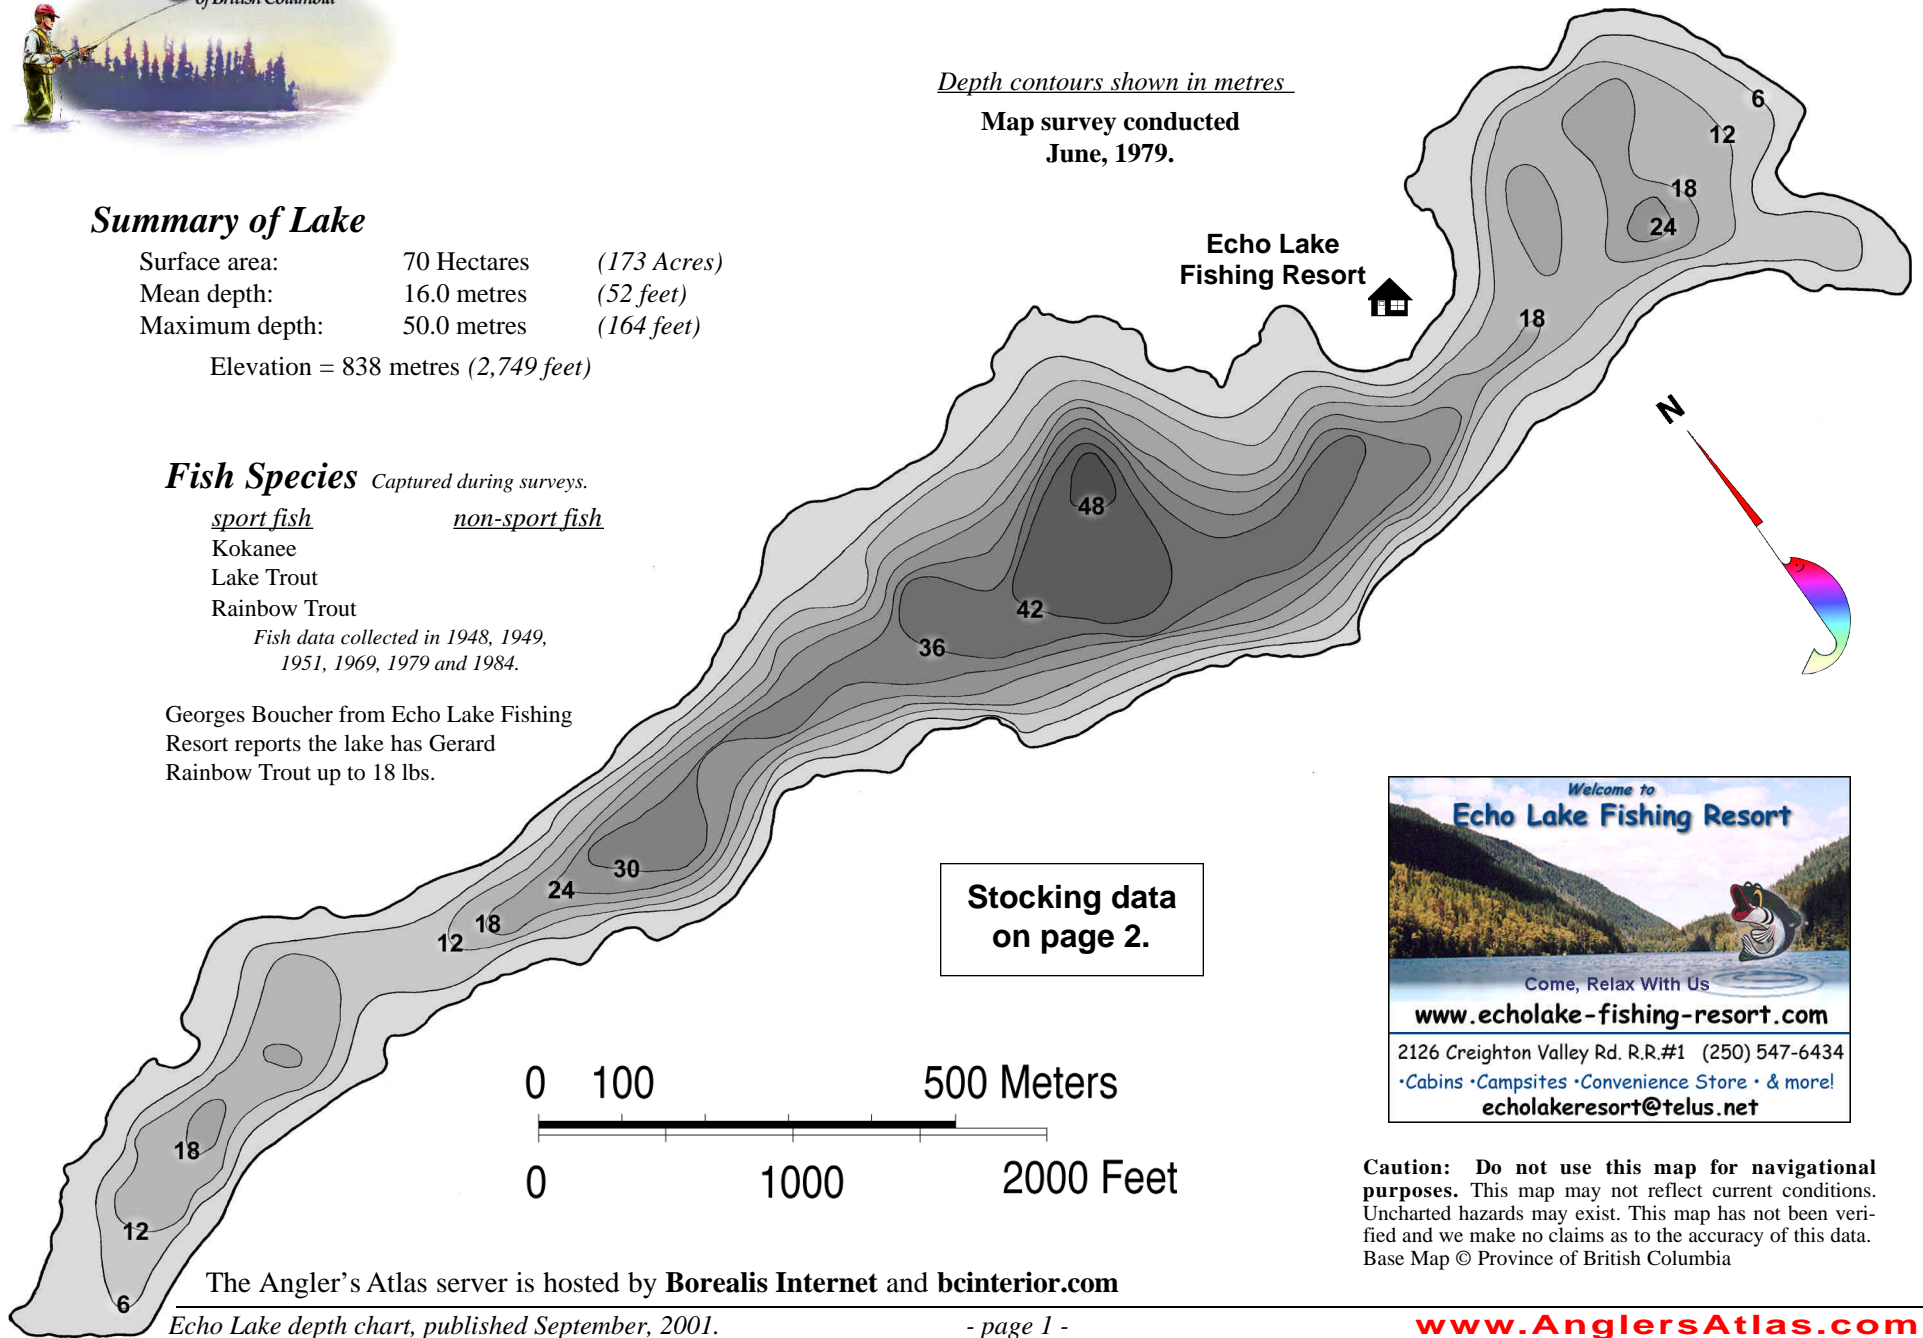 of British Columbia
Depth contours shown in metres
Map survey conducted
June, 1979.
Summary of Lake
Surface area: 70 Hectares (173 Acres)
Mean depth: 16.0 metres (52 feet)
Maximum depth: 50.0 metres (164 feet)
Elevation = 838 metres (2,749 feet)
Echo Lake
Fishing Resort
6
12
18
24
18
N
Fish Species Captured during surveys.
sport fish non-sport fish
Kokanee
Lake Trout
Rainbow Trout
Fish data collected in 1948, 1949,
1951, 1969, 1979 and 1984.
Georges Boucher from Echo Lake Fishing
Resort reports the lake has Gerard
Rainbow Trout up to 18 lbs.
48
42
36
30
24
18
12
18
12
6
Stocking data
on page 2.
Welcome to
Echo Lake Fishing Resort
Come, Relax With Us
www.echolake-fishing-resort.com
2126 Creighton Valley Rd. R.R.#1 (250) 547-6434
•Cabins •Campsites •Convenience Store • & more!
echolakeresort@telus.net
0 100 500 Meters
0 1000 2000 Feet
Caution: Do not use this map for navigational
purposes. This map may not reflect current conditions.
Uncharted hazards may exist. This map has not been veri-
fied and we make no claims as to the accuracy of this data.
Base Map © Province of British Columbia
The Angler's Atlas server is hosted by Borealis Internet and bcinterior.com
Echo Lake depth chart, published September, 2001. - page 1 - www.AnglersAtlas.com